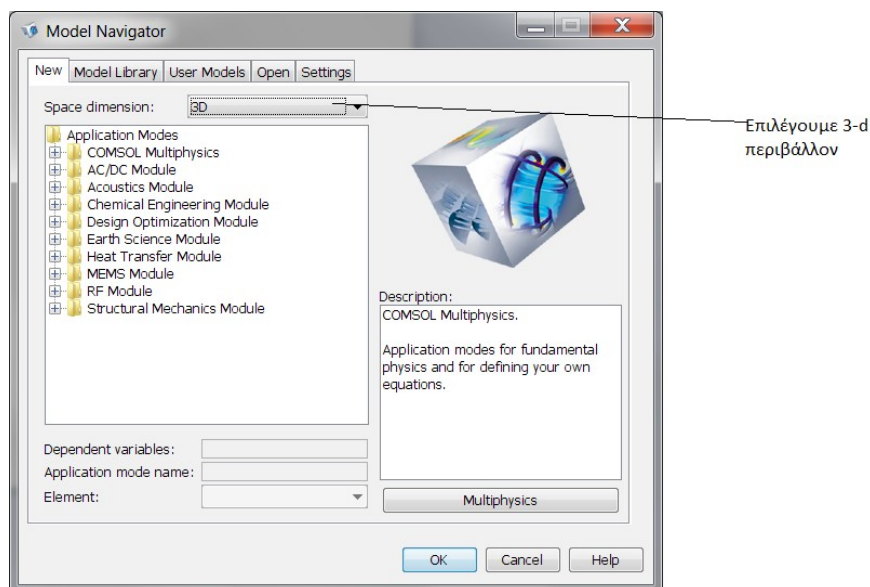 Model Navigator
New Model Library User Models Open Settings
Space dimension: 3D
Application Modes
COMSOL Multiphysics
AC/DC Module
Acoustics Module
Chemical Engineering Module
Design Optimization Module
Earth Science Module
Heat Transfer Module
MEMS Module
RF Module
Structural Mechanics Module
Description:
COMSOL Multiphysics.
Application modes for fundamental
physics and for defining your own
equations.
Dependent variables:
Application mode name:
Element:
Multiphysics
OK Cancel Help
Επιλέγουμε 3-d
περιβάλλον